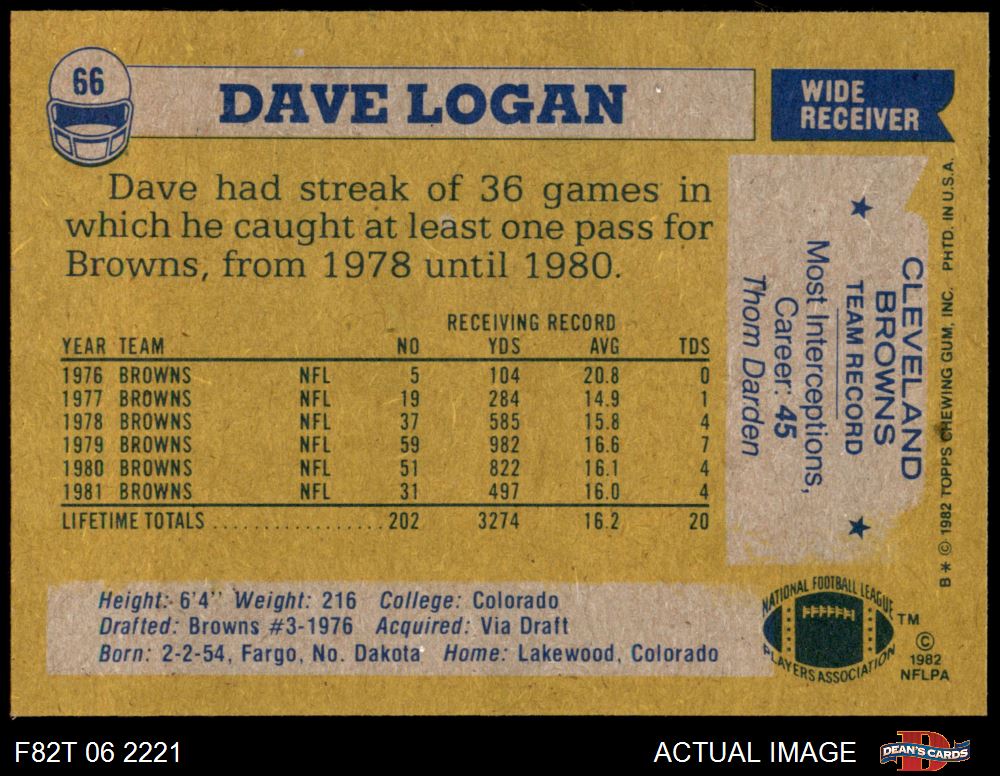 66
DAVE LOGAN
WIDE
RECEIVER
Dave had streak of 36 games in
which he caught at least one pass for
Browns, from 1978 until 1980.
RECEIVING RECORD
YEAR TEAM NO YDS AVG TDS
1976 BROWNS NFL 5 104 20.8 0
1977 BROWNS NFL 19 284 14.9 1
1978 BROWNS NFL 37 585 15.8 4
1979 BROWNS NFL 59 982 16.6 7
1980 BROWNS NFL 51 822 16.1 4
1981 BROWNS NFL 31 497 16.0 4
LIFETIME TOTALS .................... 202 3274 16.2 20
CLEVELAND
BROWNS
TEAM RECORD
Most Interceptions,
Career: 45
Thom Darden
B * © 1982 TOPPS CHEWING GUM, INC. PHTD. IN U.S.A.
Height: 6'4" Weight: 216 College: Colorado
Drafted: Browns #3-1976 Acquired: Via Draft
Born: 2-2-54, Fargo, No. Dakota Home: Lakewood, Colorado
NATIONAL FOOTBALL LEAGUE
PLAYERS ASSOCIATION
TM
©
1982
NFLPA
F82T 06 2221
ACTUAL IMAGE
D
DEAN'S CARDS